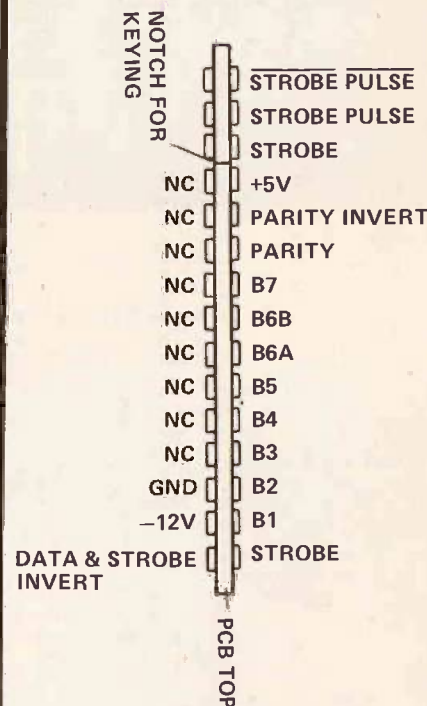 NOTCH FOR
KEYING
STROBE PULSE
STROBE PULSE
STROBE
NC +5V
NC PARITY INVERT
NC PARITY
NC B7
NC B6B
NC B6A
NC B5
NC B4
NC B3
GND B2
–12V B1
DATA & STROBE STROBE
INVERT
PCB TOP